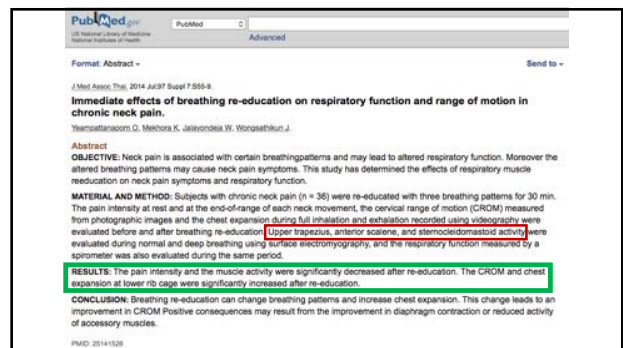 PubMed.gov
PubMed
US National Library of Medicine
National Institutes of Health
Advanced
Format: Abstract
Send to
J Med Assoc Thai. 2014 Jul;97 Suppl 7:S55-9.
Immediate effects of breathing re-education on respiratory function and range of motion in
chronic neck pain.
Yeampattanaporn O, Mekhora K, Jalayondeja W, Wongsathikun J.
Abstract
OBJECTIVE: Neck pain is associated with certain breathingpatterns and may lead to altered respiratory function. Moreover the
altered breathing patterns may cause neck pain symptoms. This study has determined the effects of respiratory muscle
reeducation on neck pain symptoms and respiratory function.
MATERIAL AND METHOD: Subjects with chronic neck pain (n = 36) were re-educated with three breathing patterns for 30 min.
The pain intensity at rest and at the end-of-range of each neck movement, the cervical range of motion (CROM) measured
from photographic images and the chest expansion during full inhalation and exhalation recorded using videography were
evaluated before and after breathing re-education. Upper trapezius, anterior scalene, and sternocleidomastoid activity were
evaluated during normal and deep breathing using surface electromyography, and the respiratory function measured by a
spirometer was also evaluated during the same period.
RESULTS: The pain intensity and the muscle activity were significantly decreased after re-education. The CROM and chest
expansion at lower rib cage were significantly increased after re-education.
CONCLUSION: Breathing re-education can change breathing patterns and increase chest expansion. This change leads to an
improvement in CROM Positive consequences may result from the improvement in diaphragm contraction or reduced activity
of accessory muscles.
PMID: 25141528